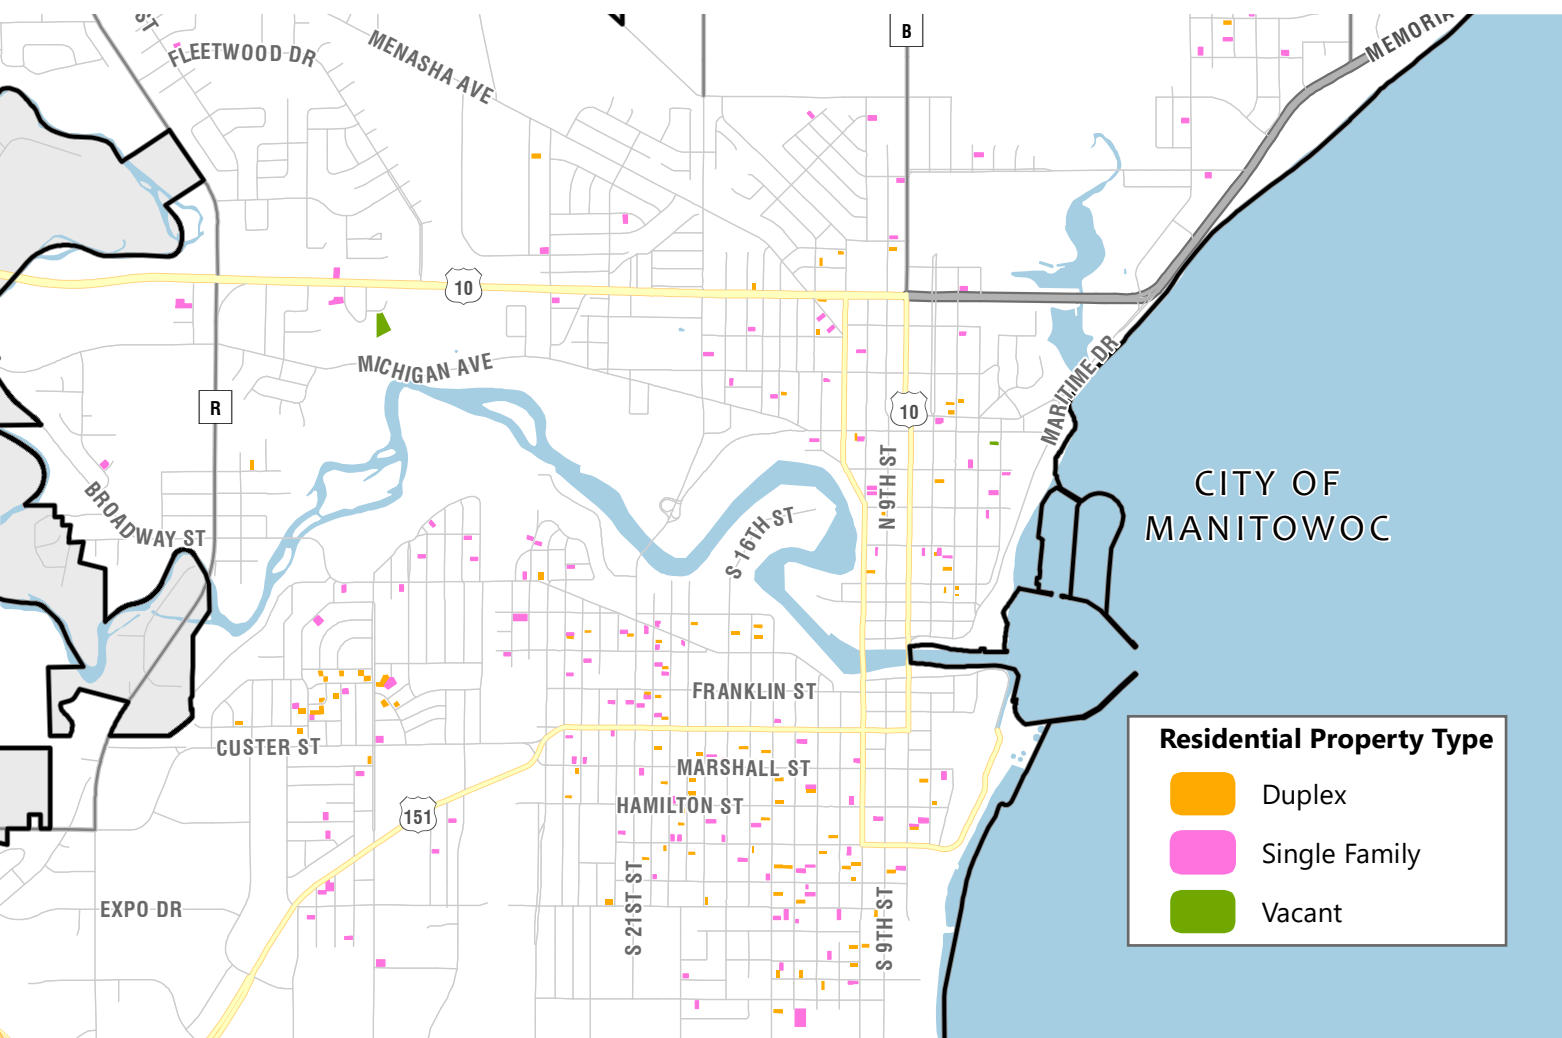 ST
FLEETWOOD DR
MENASHA AVE
B
MEMORIA
10
MICHIGAN AVE
R
10
MARITIME DR
N 9TH ST
BROADWAY ST
S 16TH ST
CITY OF
MANITOWOC
FRANKLIN ST
CUSTER ST
MARSHALL ST
HAMILTON ST
151
S 21ST ST
S 9TH ST
EXPO DR
Residential Property Type
Duplex
Single Family
Vacant